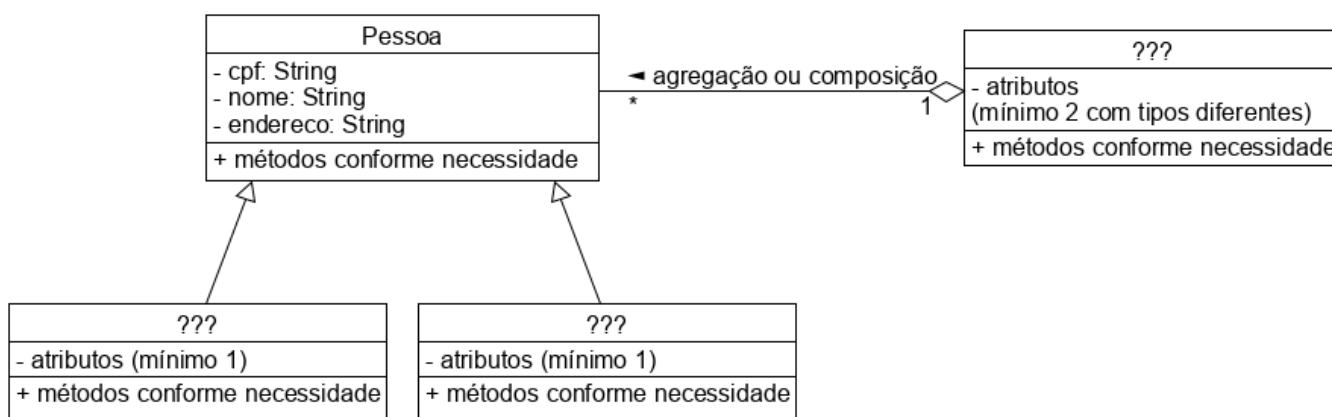 Pessoa
- cpf: String
- nome: String
- endereco: String
+ métodos conforme necessidade
◄ agregação ou composição
*
1
???
- atributos
(mínimo 2 com tipos diferentes)
+ métodos conforme necessidade
???
- atributos (mínimo 1)
+ métodos conforme necessidade
???
- atributos (mínimo 1)
+ métodos conforme necessidade